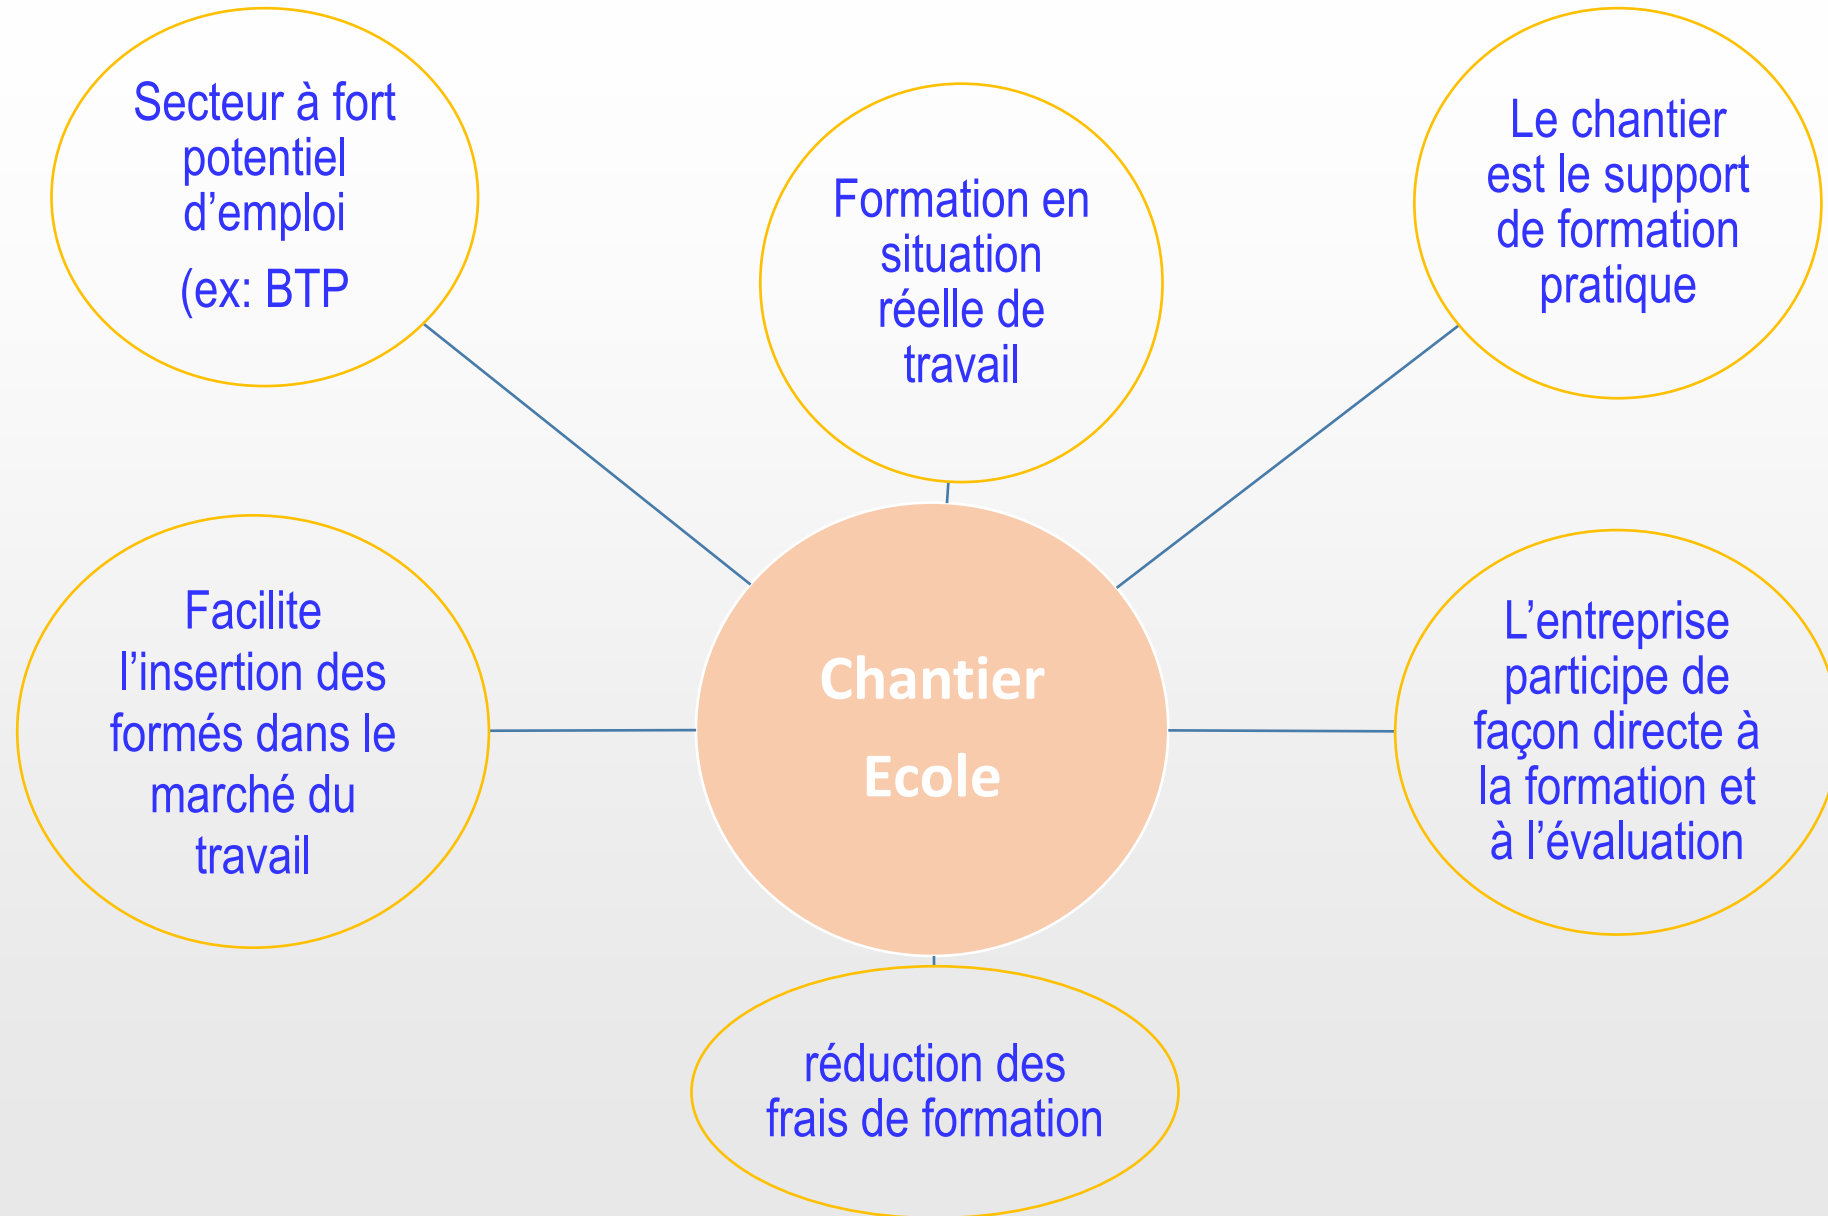 Secteur à fort
potentiel
d’emploi
(ex: BTP
Formation en
situation
réelle de
travail
Le chantier
est le support
de formation
pratique
Facilite
l’insertion des
formés dans le
marché du
travail
Chantier
Ecole
L’entreprise
participe de
façon directe à
la formation et
à l’évaluation
réduction des
frais de formation